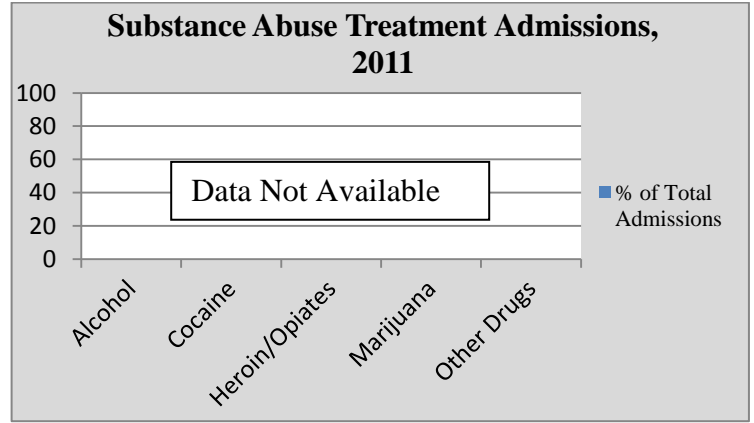 Substance Abuse Treatment Admissions,
2011
100
80
60
40
20
0
Data Not Available
% of Total
Admissions
Alcohol
Cocaine
Heroin/Opiates
Marijuana
Other Drugs